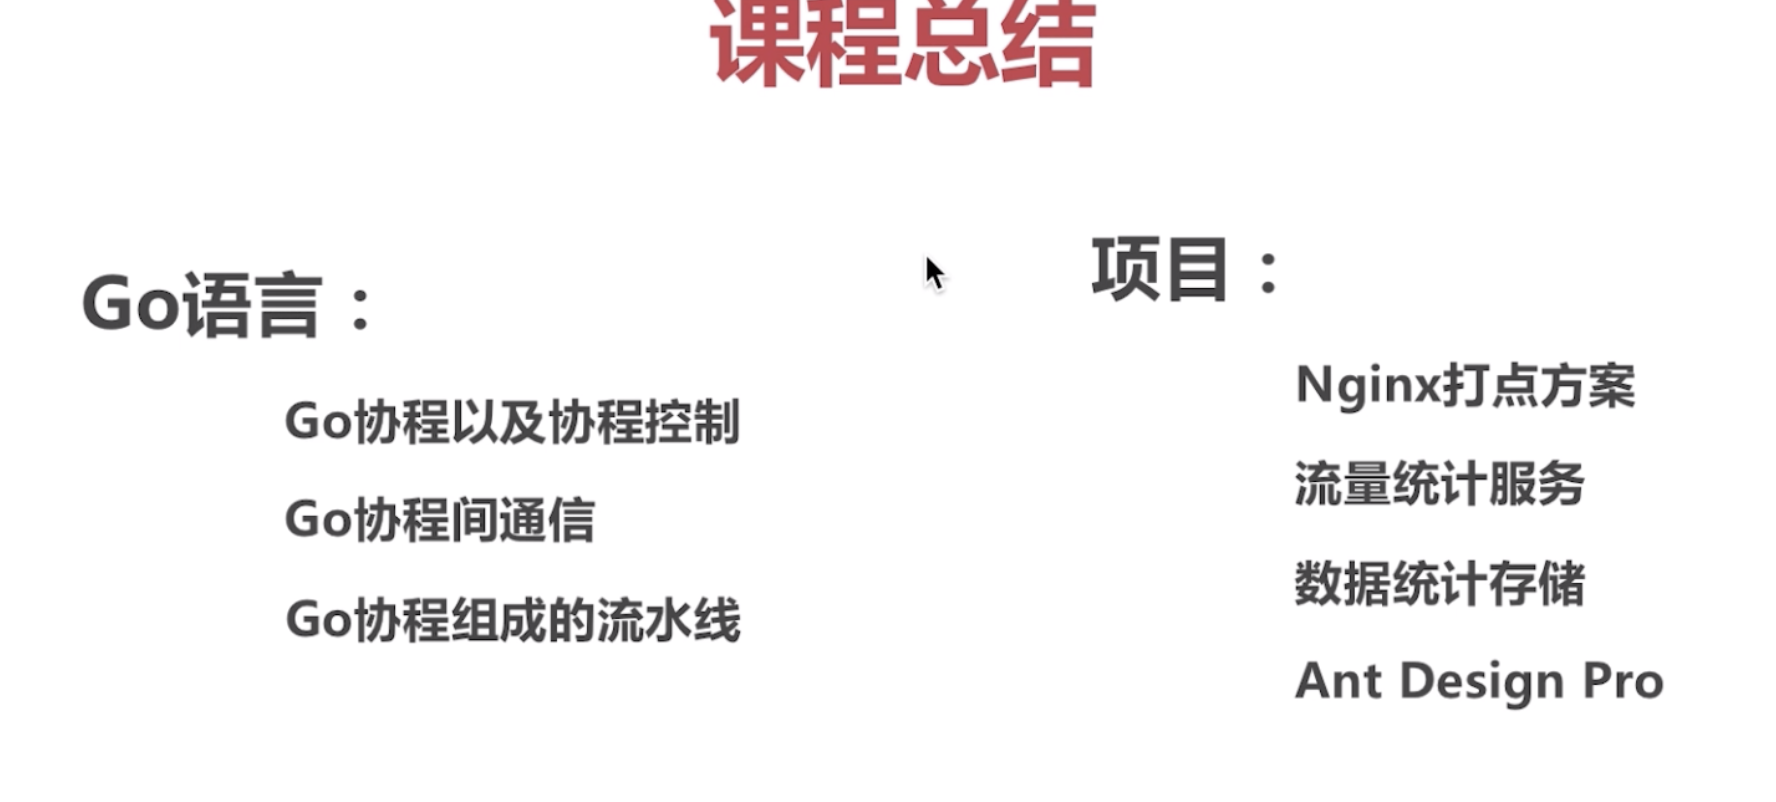 课程总结
Go语言：
Go协程以及协程控制
Go协程间通信
Go协程组成的流水线
项目：
Nginx打点方案
流量统计服务
数据统计存储
Ant Design Pro